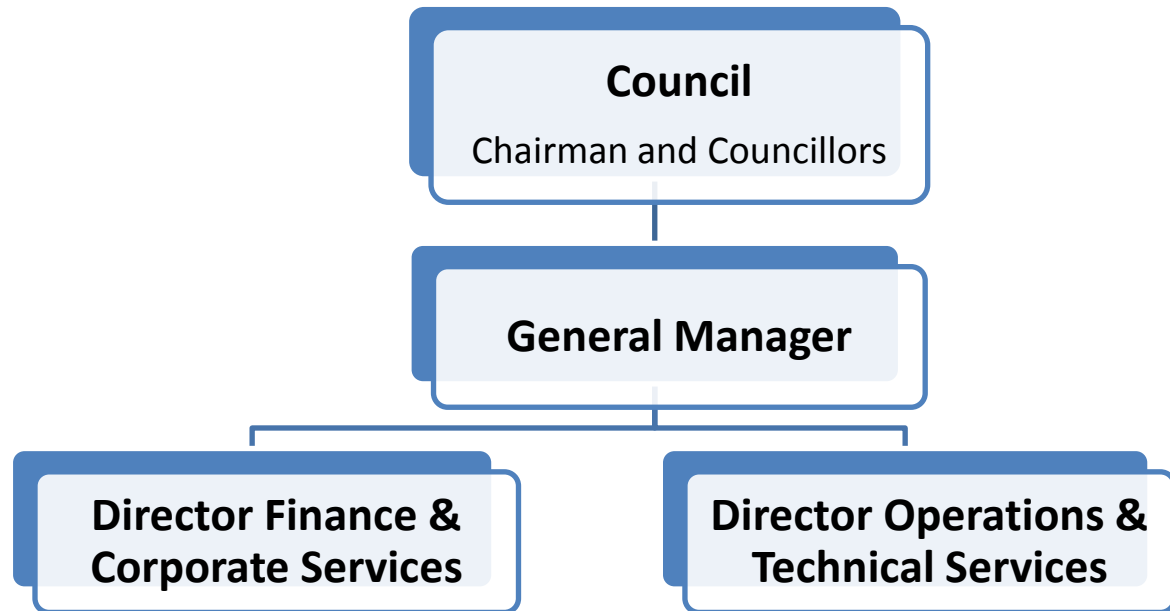 Council
Chairman and Councillors
General Manager
Director Finance &
Corporate Services
Director Operations &
Technical Services